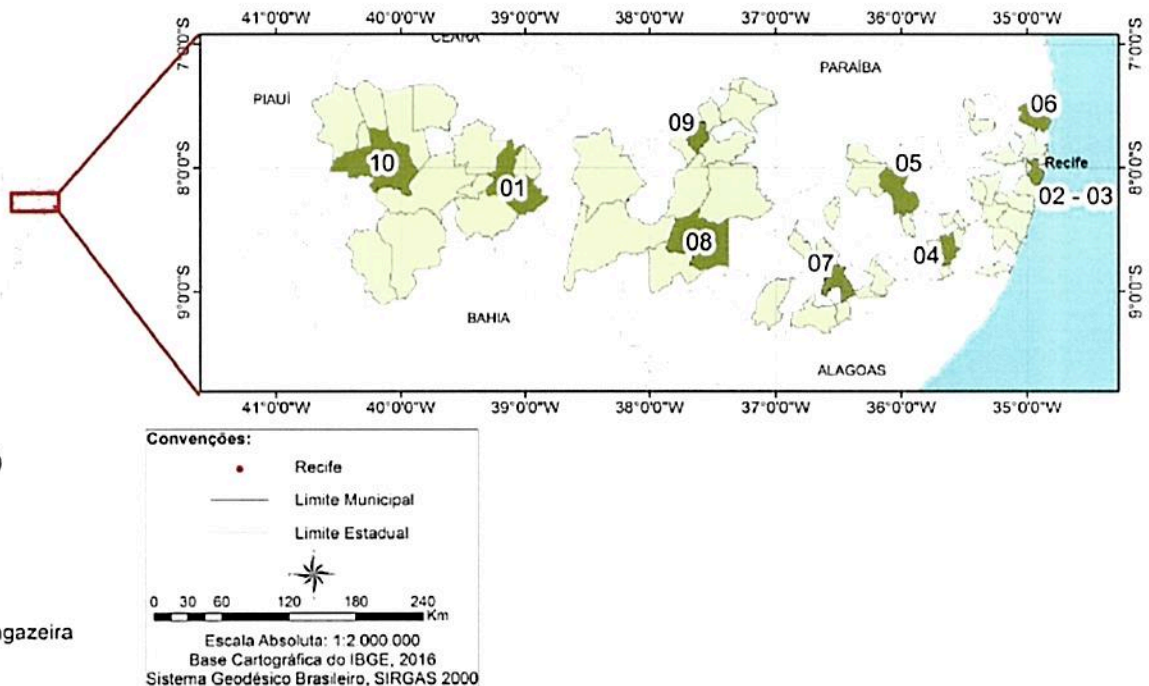 41°0'0"W 40°0'0"W 39°0'0"W 38°0'0"W 37°0'0"W 36°0'0"W 35°0'0"W
CEARÁ
7°0'0"S
7°0'0"S
PARAÍBA
PIAUÍ
06
09
8°0'0"S
10
01
05
Recife
8°0'0"S
02 - 03
08
04
07
9°0'0"S
9°0'0"S
BAHIA
ALAGOAS
41°0'0"W 40°0'0"W 39°0'0"W 38°0'0"W 37°0'0"W 36°0'0"W 35°0'0"W
Convenções:
Recife
Limite Municipal
Limite Estadual
0 30 60 120 180 240
Km
Escala Absoluta: 1:2 000 000
Base Cartográfica do IBGE, 2016
Sistema Geodésico Brasileiro, SIRGAS 2000
)
gazeira